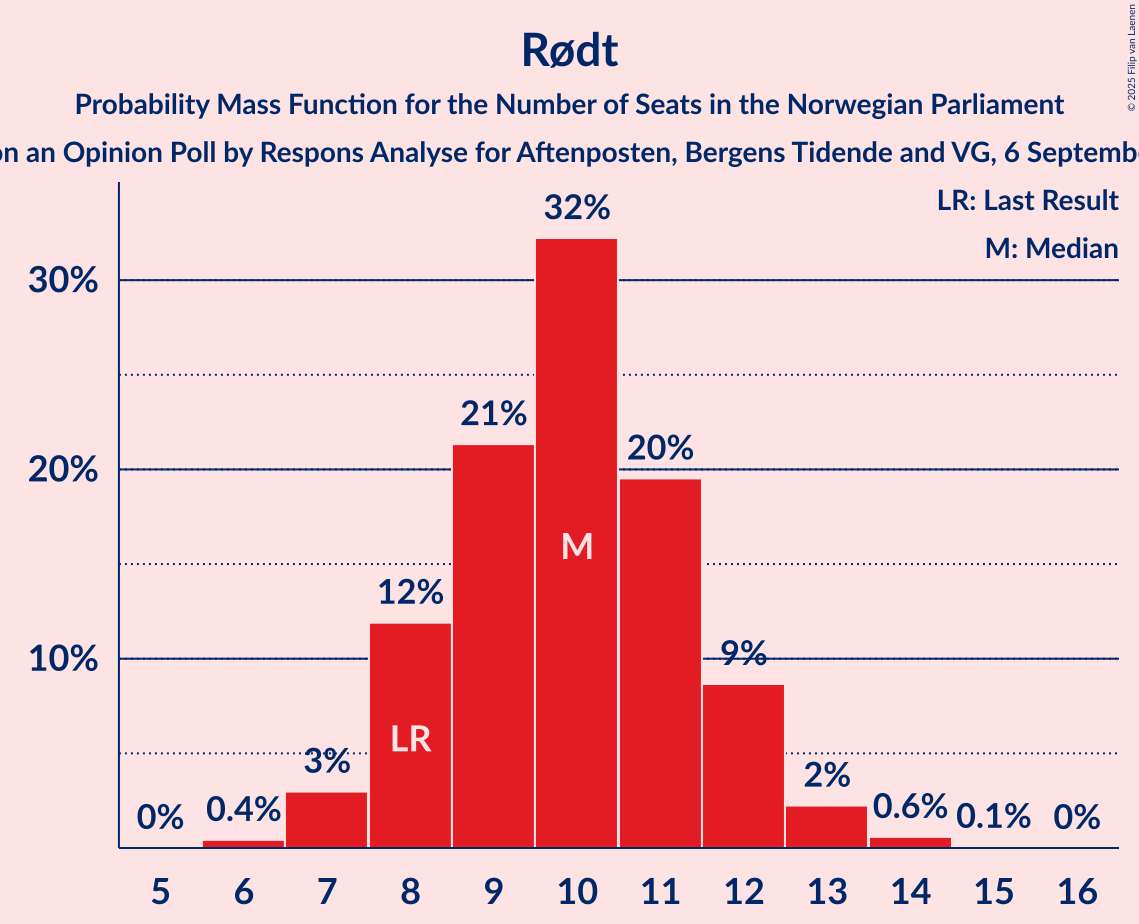 Rødt
Probability Mass Function for the Number of Seats in the Norwegian Parliament
an Opinion Poll by Respons Analyse for Aftenposten, Bergens Tidende and VG, 6
© 2025 Filip van Laenen
LR: Last Result
M: Median
30%
20%
10%
0%
0.4%
3%
12%
21%
32%
20%
9%
2%
0.6%
0.1%
0%
LR
M
5 6 7 8 9 10 11 12 13 14 15 16